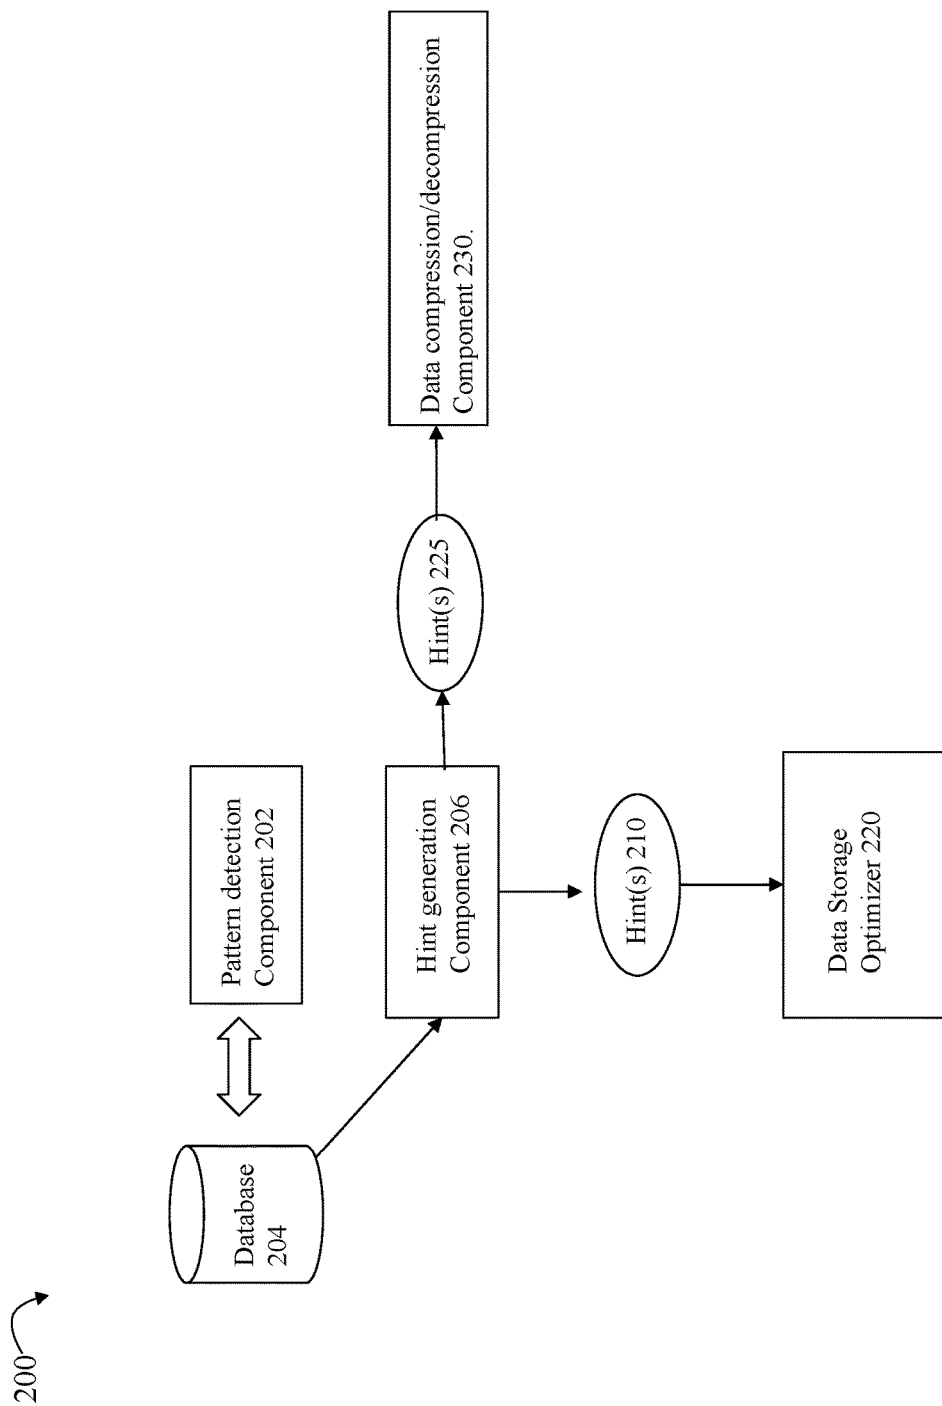 200
Database
204
Pattern detection
Component 202
Hint generation
Component 206
Hint(s) 225
Data compression/decompression
Component 230.
Hint(s) 210
Data Storage
Optimizer 220